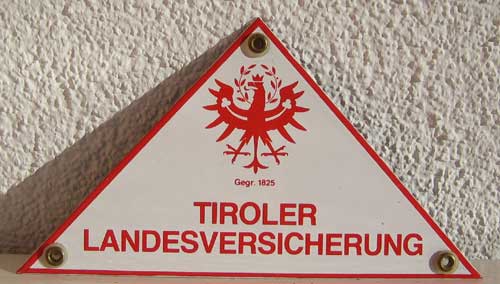 Gegr. 1825
TIROLER
LANDESVERSICHERUNG